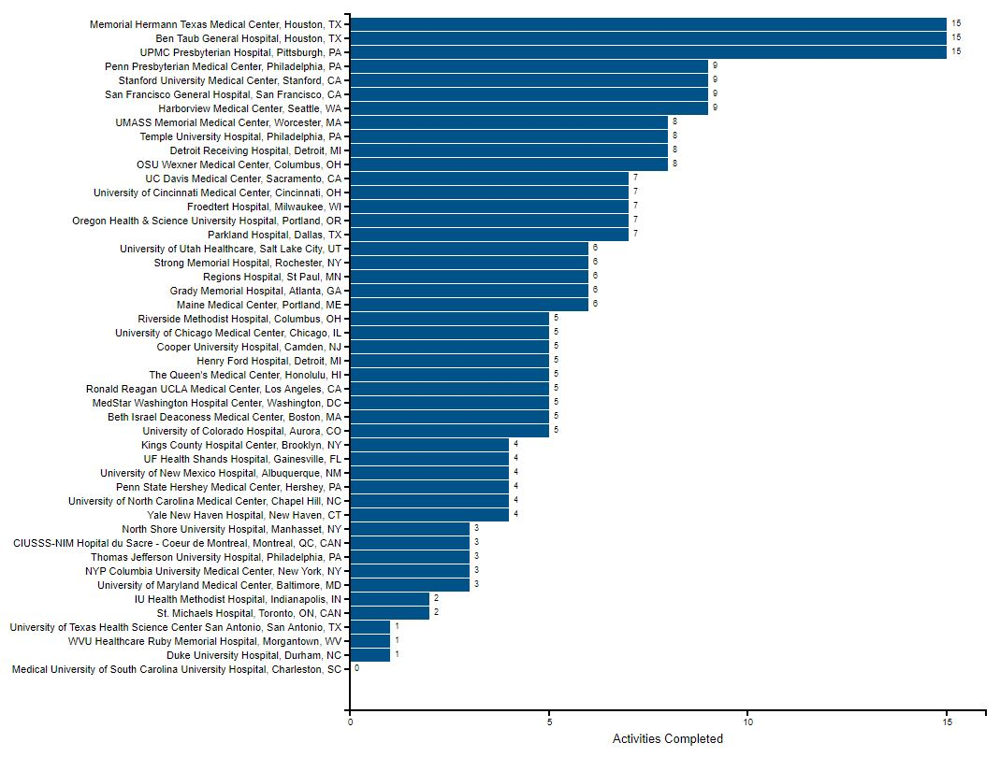 Memorial Hermann Texas Medical Center, Houston, TX 15
Ben Taub General Hospital, Houston, TX 15
UPMC Presbyterian Hospital, Pittsburgh, PA 15
Penn Presbyterian Medical Center, Philadelphia, PA 9
Stanford University Medical Center, Stanford, CA 9
San Francisco General Hospital, San Francisco, CA 9
Harborview Medical Center, Seattle, WA 9
UMASS Memorial Medical Center, Worcester, MA 8
Temple University Hospital, Philadelphia, PA 8
Detroit Receiving Hospital, Detroit, MI 8
OSU Wexner Medical Center, Columbus, OH 8
UC Davis Medical Center, Sacramento, CA 7
University of Cincinnati Medical Center, Cincinnati, OH 7
Froedtert Hospital, Milwaukee, WI 7
Oregon Health & Science University Hospital, Portland, OR 7
Parkland Hospital, Dallas, TX 7
University of Utah Healthcare, Salt Lake City, UT 6
Strong Memorial Hospital, Rochester, NY 6
Regions Hospital, St Paul, MN 6
Grady Memorial Hospital, Atlanta, GA 6
Maine Medical Center, Portland, ME 6
Riverside Methodist Hospital, Columbus, OH 5
University of Chicago Medical Center, Chicago, IL 5
Cooper University Hospital, Camden, NJ 5
Henry Ford Hospital, Detroit, MI 5
The Queen's Medical Center, Honolulu, HI 5
Ronald Reagan UCLA Medical Center, Los Angeles, CA 5
MedStar Washington Hospital Center, Washington, DC 5
Beth Israel Deaconess Medical Center, Boston, MA 5
University of Colorado Hospital, Aurora, CO 5
Kings County Hospital Center, Brooklyn, NY 4
UF Health Shands Hospital, Gainesville, FL 4
University of New Mexico Hospital, Albuquerque, NM 4
Penn State Hershey Medical Center, Hershey, PA 4
University of North Carolina Medical Center, Chapel Hill, NC 4
Yale New Haven Hospital, New Haven, CT 4
North Shore University Hospital, Manhasset, NY 3
CIUSSS-NIM Hopital du Sacre - Coeur de Montreal, Montreal, QC, CAN 3
Thomas Jefferson University Hospital, Philadelphia, PA 3
NYP Columbia University Medical Center, New York, NY 3
University of Maryland Medical Center, Baltimore, MD 3
IU Health Methodist Hospital, Indianapolis, IN 2
St. Michaels Hospital, Toronto, ON, CAN 2
University of Texas Health Science Center San Antonio, San Antonio, TX 1
WVU Healthcare Ruby Memorial Hospital, Morgantown, WV 1
Duke University Hospital, Durham, NC 1
Medical University of South Carolina University Hospital, Charleston, SC 0
0 5 10 15
Activities Completed